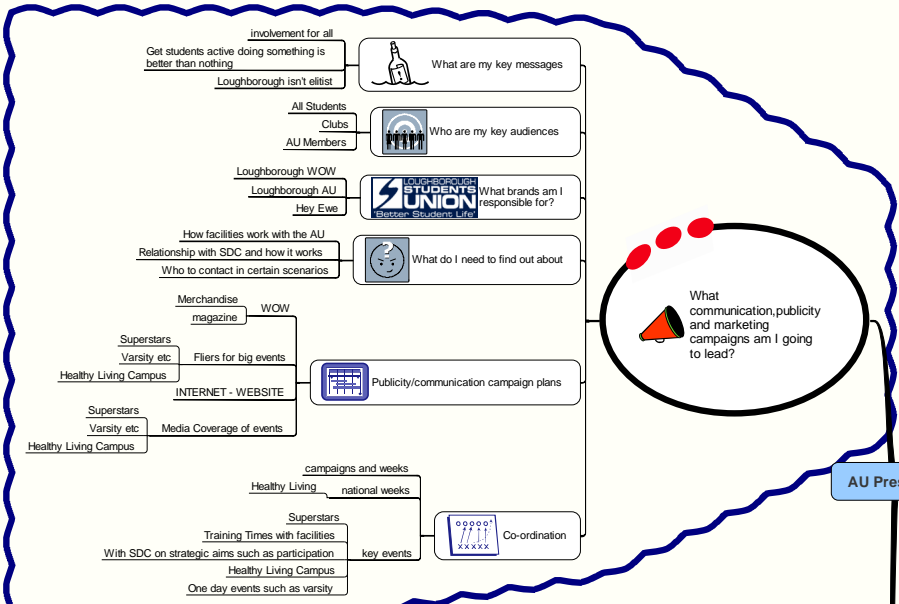 involvement for all
Get students active doing something is
better than nothing
Loughborough isn't elitist
What are my key messages
All Students
Clubs
AU Members
Who are my key audiences
Loughborough WOW
Loughborough AU
Hey Ewe
LOUGHBOROUGH
STUDENTS
UNION
'Better Student Life'
What brands am I
responsible for?
How facilities work with the AU
Relationship with SDC and how it works
Who to contact in certain scenarios
?
What do I need to find out about
Merchandise
magazine
WOW
Superstars
Varsity etc
Healthy Living Campus
Fliers for big events
INTERNET - WEBSITE
Superstars
Varsity etc
Healthy Living Campus
Media Coverage of events
Publicity/communication campaign plans
campaigns and weeks
Healthy Living
national weeks
Superstars
Training Times with facilities
With SDC on strategic aims such as participation
Healthy Living Campus
One day events such as varsity
key events
OOOOO
XXXXX
Co-ordination
What
communication,publicity
and marketing
campaigns am I going
to lead?
AU Pres